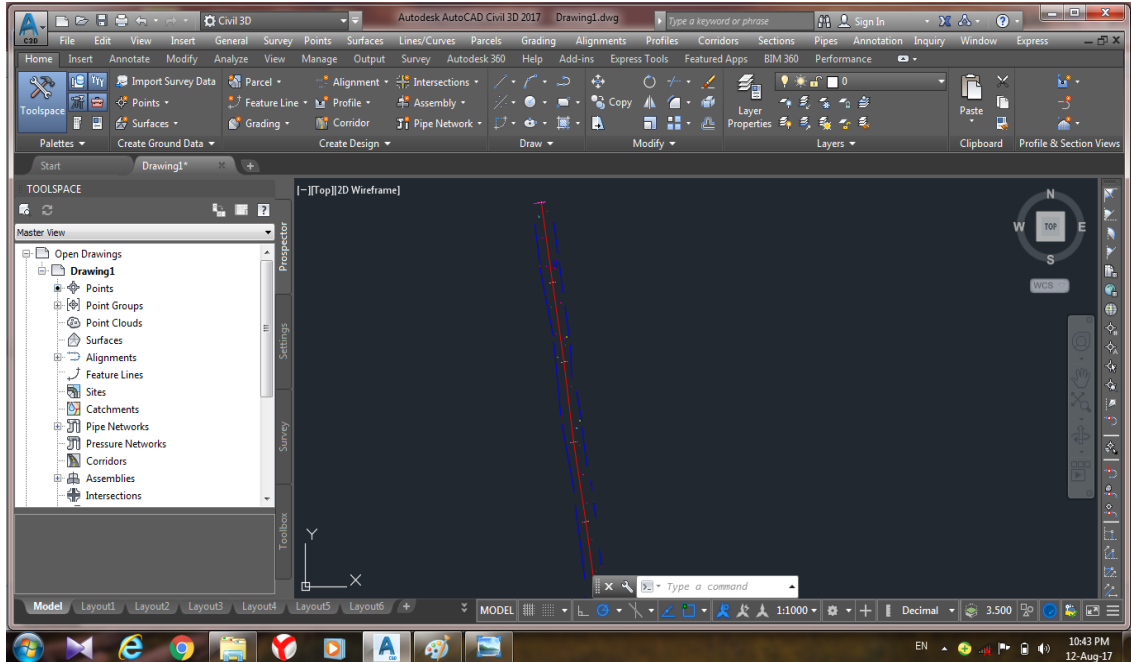 Civil 3D Autodesk AutoCAD Civil 3D 2017 Drawing1.dwg Type a keyword or phrase Sign In
C3D File Edit View Insert General Survey Points Surfaces Lines/Curves Parcels Grading Alignments Profiles Corridors Sections Pipes Annotation Inquiry Window Express
Home Insert Annotate Modify Analyze View Manage Output Survey Autodesk 360 Help Add-ins Express Tools Featured Apps BIM 360 Performance
Import Survey Data Parcel Alignment Intersections 0
Toolspace Points Feature Line Profile Assembly Copy Layer Properties Paste
Surfaces Grading Corridor Pipe Network
Palettes Create Ground Data Create Design Draw Modify Layers Clipboard Profile & Section Views
Start Drawing1* +
TOOLSPACE [−][Top][2D Wireframe]
Master View
Prospector
Settings
Survey
Toolbox
Open Drawings
Drawing1
Points
Point Groups
Point Clouds
Surfaces
Alignments
Feature Lines
Sites
Catchments
Pipe Networks
Pressure Networks
Corridors
Assemblies
Intersections
N
W TOP E
S
WCS
Y
X
Type a command
Model Layout1 Layout2 Layout3 Layout4 Layout5 Layout6 + MODEL 1:1000 Decimal 3.500
EN 10:43 PM
12-Aug-17